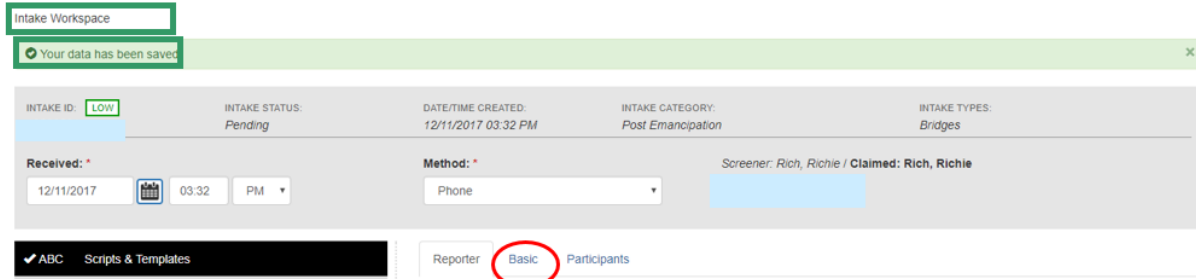 Intake Workspace
Your data has been saved
INTAKE ID: LOW INTAKE STATUS: DATE/TIME CREATED: INTAKE CATEGORY: INTAKE TYPES:
Pending 12/11/2017 03:32 PM Post Emancipation Bridges
Received: * Method: * Screener: Rich, Richie / Claimed: Rich, Richie
12/11/2017 03:32 PM Phone
ABC Scripts & Templates Reporter Basic Participants